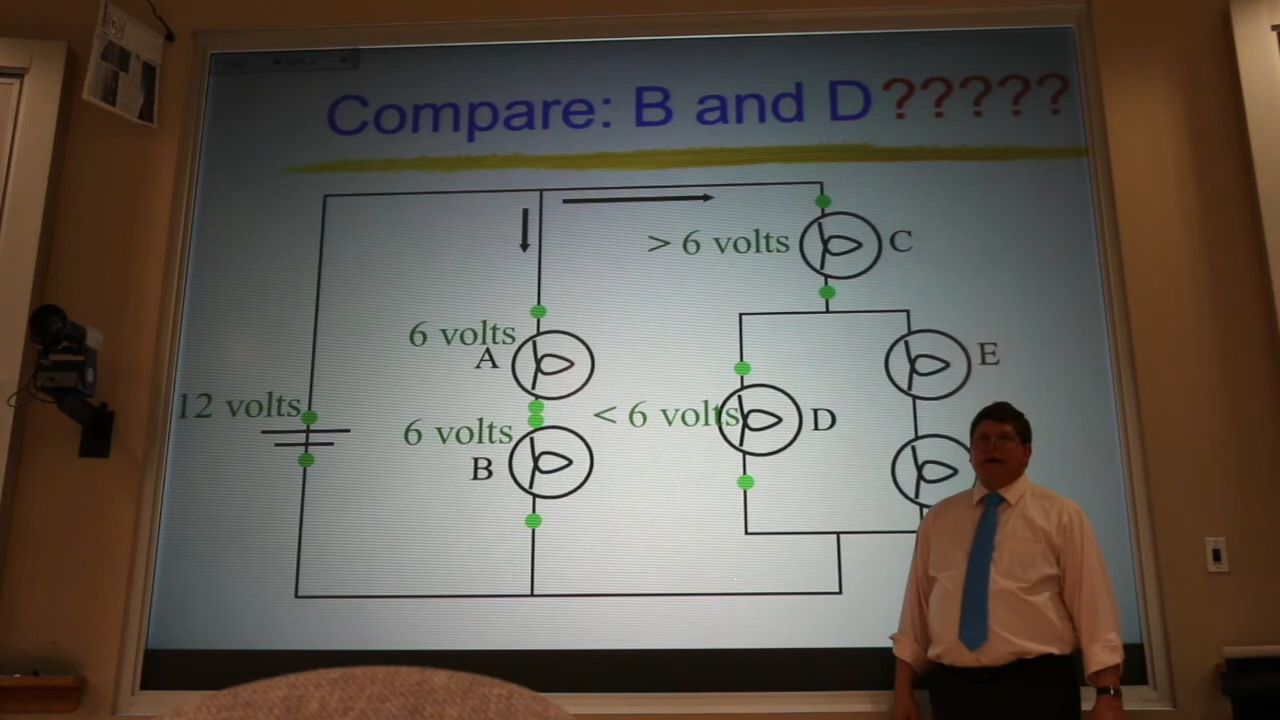 Compare: B and D?????
> 6 volts
C
6 volts
A
E
12 volts
6 volts
B
< 6 volts
D